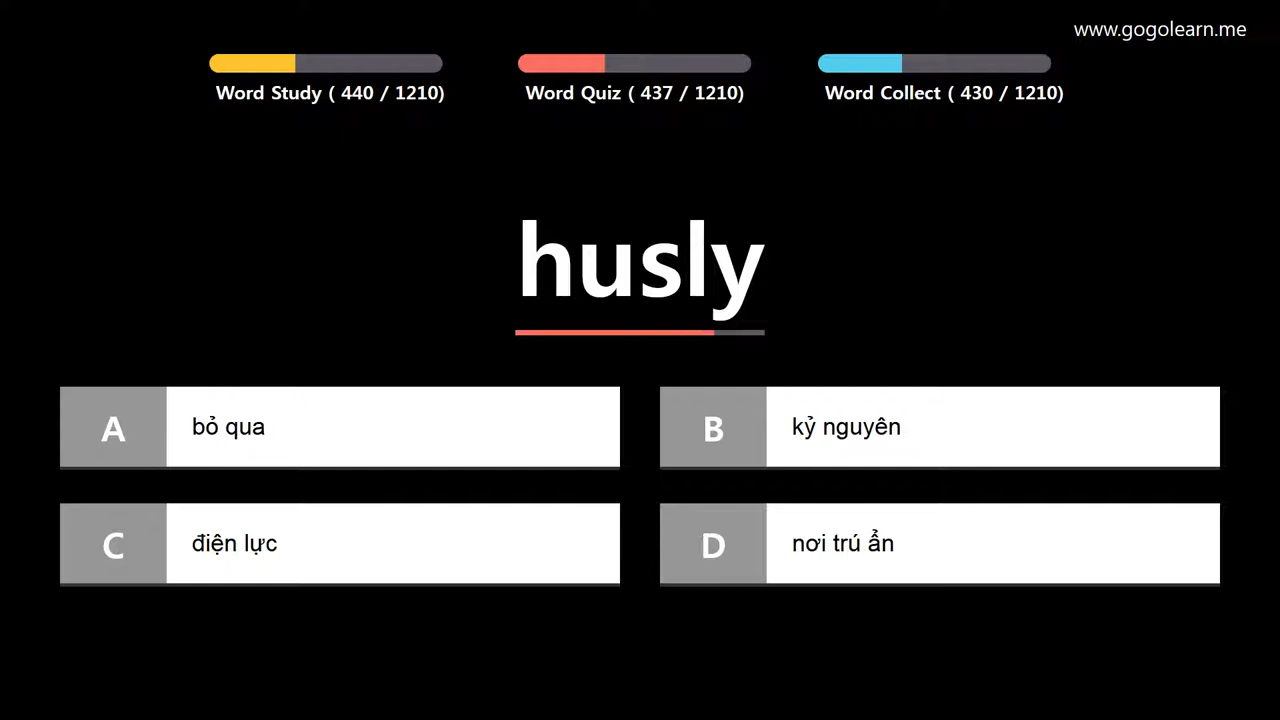 www.gogolearn.me
Word Study ( 440 / 1210)
Word Quiz ( 437 / 1210)
Word Collect ( 430 / 1210)
husly
A bỏ qua
B kỷ nguyên
C điện lực
D nơi trú ẩn